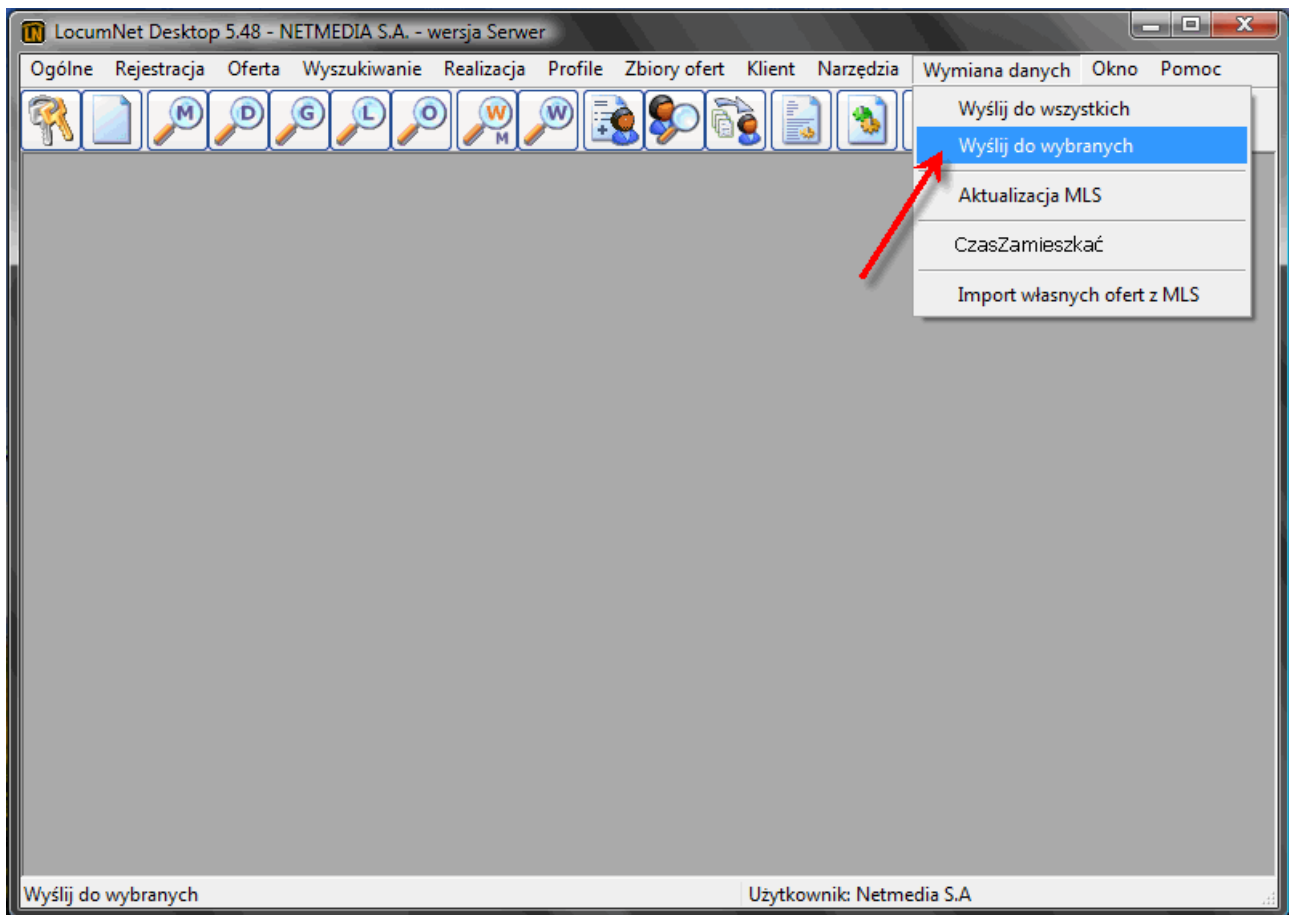 LocumNet Desktop 5.48 - NETMEDIA S.A. - wersja Serwer
Ogólne Rejestracja Oferta Wyszukiwanie Realizacja Profile Zbiory ofert Klient Narzędzia Wymiana danych Okno Pomoc
M D G L O W M W
Wyślij do wszystkich
Wyślij do wybranych
Aktualizacja MLS
CzasZamieszkać
Import własnych ofert z MLS
Wyślij do wybranych Użytkownik: Netmedia S.A